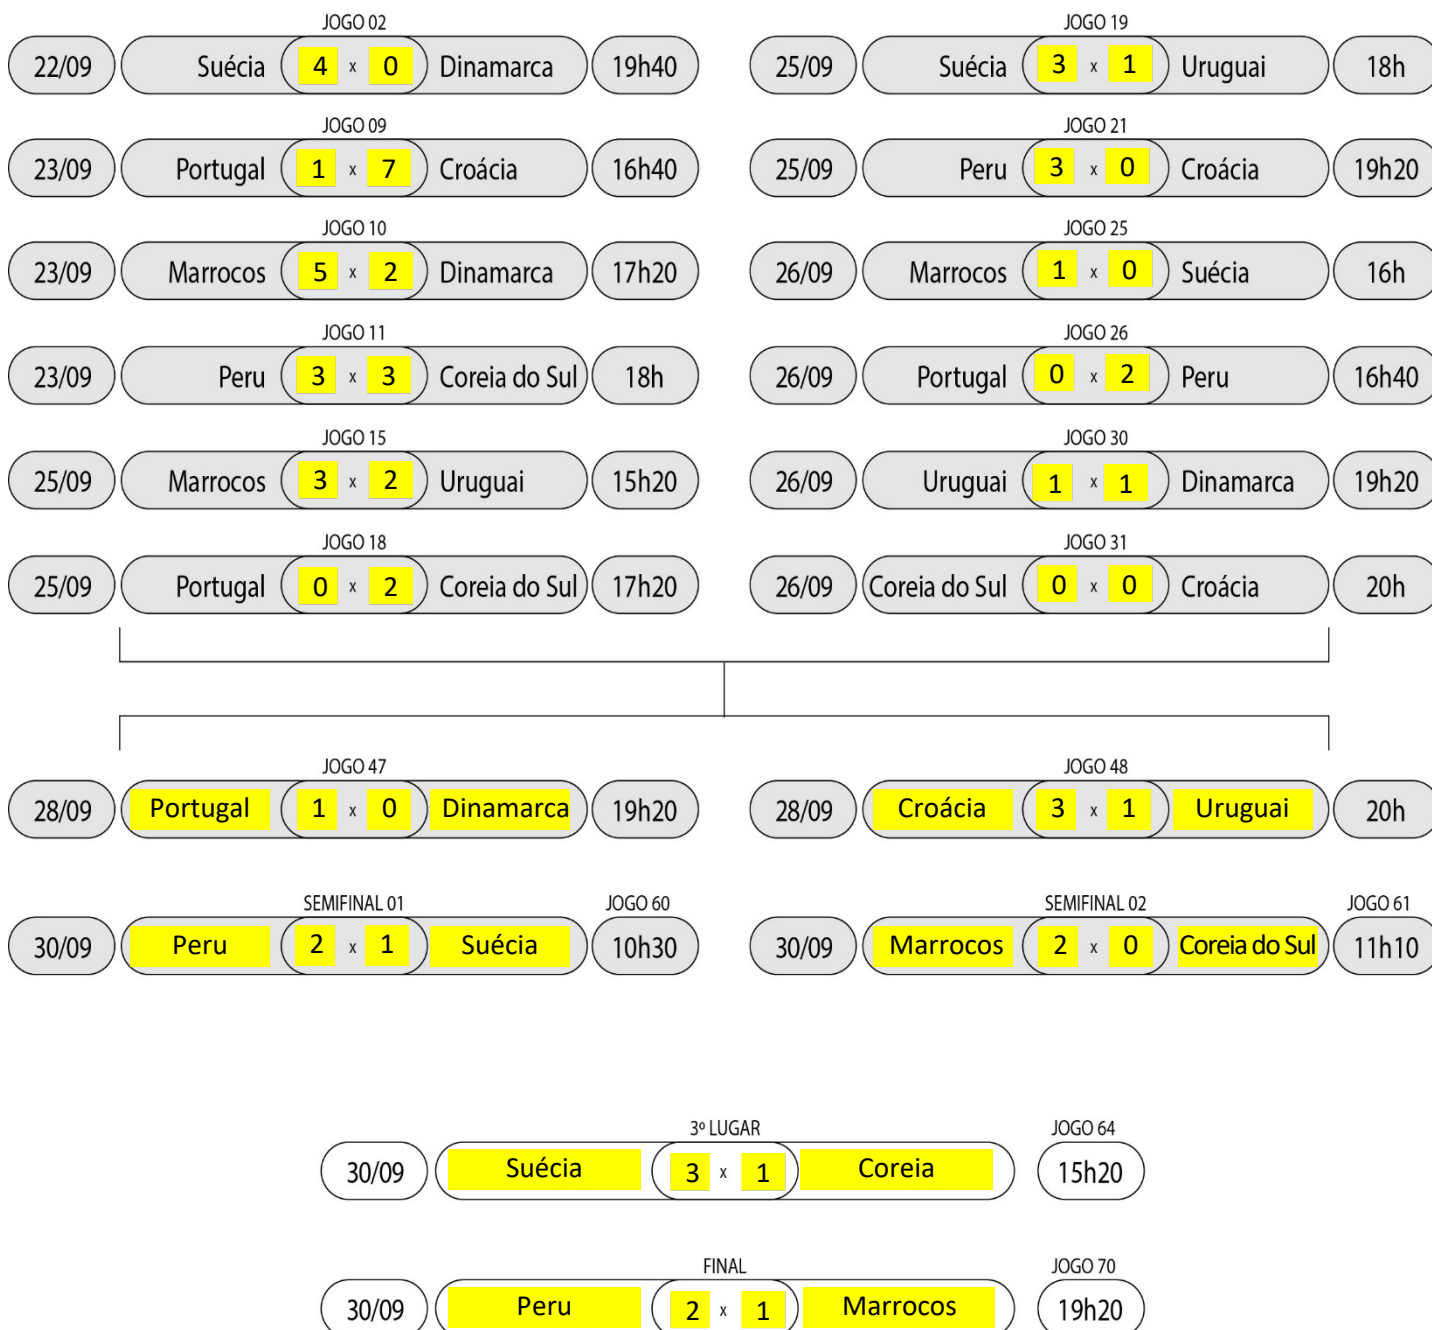 JOGO 02 JOGO 19
22/09 Suécia 4 x 0 Dinamarca 19h40 25/09 Suécia 3 x 1 Uruguai 18h
JOGO 09 JOGO 21
23/09 Portugal 1 x 7 Croácia 16h40 25/09 Peru 3 x 0 Croácia 19h20
JOGO 10 JOGO 25
23/09 Marrocos 5 x 2 Dinamarca 17h20 26/09 Marrocos 1 x 0 Suécia 16h
JOGO 11 JOGO 26
23/09 Peru 3 x 3 Coreia do Sul 18h 26/09 Portugal 0 x 2 Peru 16h40
JOGO 15 JOGO 30
25/09 Marrocos 3 x 2 Uruguai 15h20 26/09 Uruguai 1 x 1 Dinamarca 19h20
JOGO 18 JOGO 31
25/09 Portugal 0 x 2 Coreia do Sul 17h20 26/09 Coreia do Sul 0 x 0 Croácia 20h
JOGO 47 JOGO 48
28/09 Portugal 1 x 0 Dinamarca 19h20 28/09 Croácia 3 x 1 Uruguai 20h
SEMIFINAL 01 JOGO 60 SEMIFINAL 02 JOGO 61
30/09 Peru 2 x 1 Suécia 10h30 30/09 Marrocos 2 x 0 Coreia do Sul 11h10
3º LUGAR JOGO 64
30/09 Suécia 3 x 1 Coreia 15h20
FINAL JOGO 70
30/09 Peru 2 x 1 Marrocos 19h20